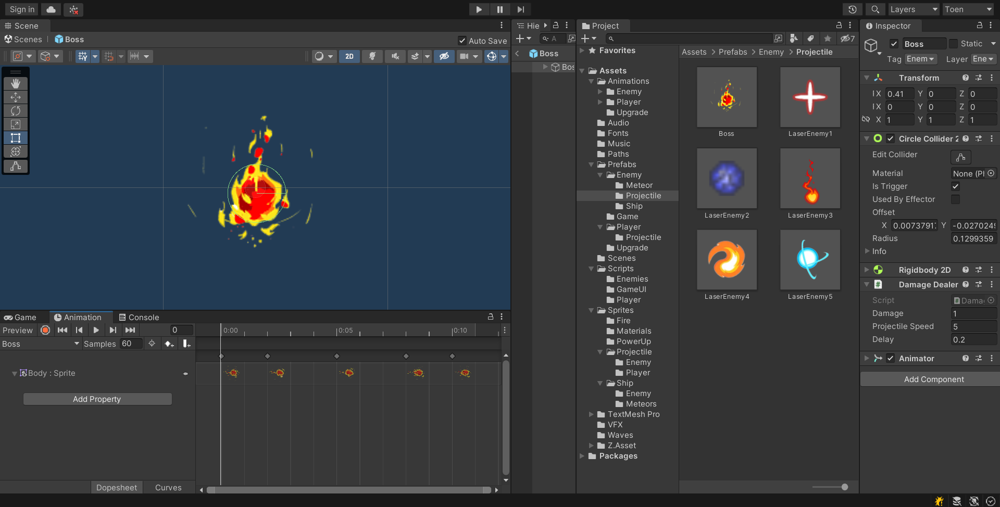 Sign in
Layers
Toen
Scene
Scenes
Boss
Auto Save
2D
Hie
A
Boss
Bos
Project
7
Favorites
Assets
Animations
Enemy
Player
Upgrade
Audio
Fonts
Music
Paths
Prefabs
Enemy
Meteor
Projectile
Ship
Game
Player
Projectile
Upgrade
Scenes
Scripts
Enemies
GameUI
Player
Sprites
Fire
Materials
PowerUp
Projectile
Enemy
Player
Ship
Enemy
Meteors
TextMesh Pro
VFX
Waves
Z.Asset
Packages
Assets > Prefabs > Enemy > Projectile
Boss
LaserEnemy1
LaserEnemy2
LaserEnemy3
LaserEnemy4
LaserEnemy5
Inspector
Boss
Static
Tag Enem Layer Ene
Transform
X 0.41 Y 0 Z 0
X 0 Y 0 Z 0
X 1 Y 1 Z 1
Circle Collider 2
Edit Collider
Material None (P
Is Trigger
Used By Effector
Offset
X 0.0073791 Y -0.027024
Radius 0.1299359
Info
Rigidbody 2D
Damage Dealer
Script Dama
Damage 1
Projectile Speed 5
Delay 0.2
Animator
Add Component
Game
Animation
Console
Preview
0
0:00
0:05
0:10
Boss
Samples 60
Body : Sprite
Add Property
Dopesheet
Curves